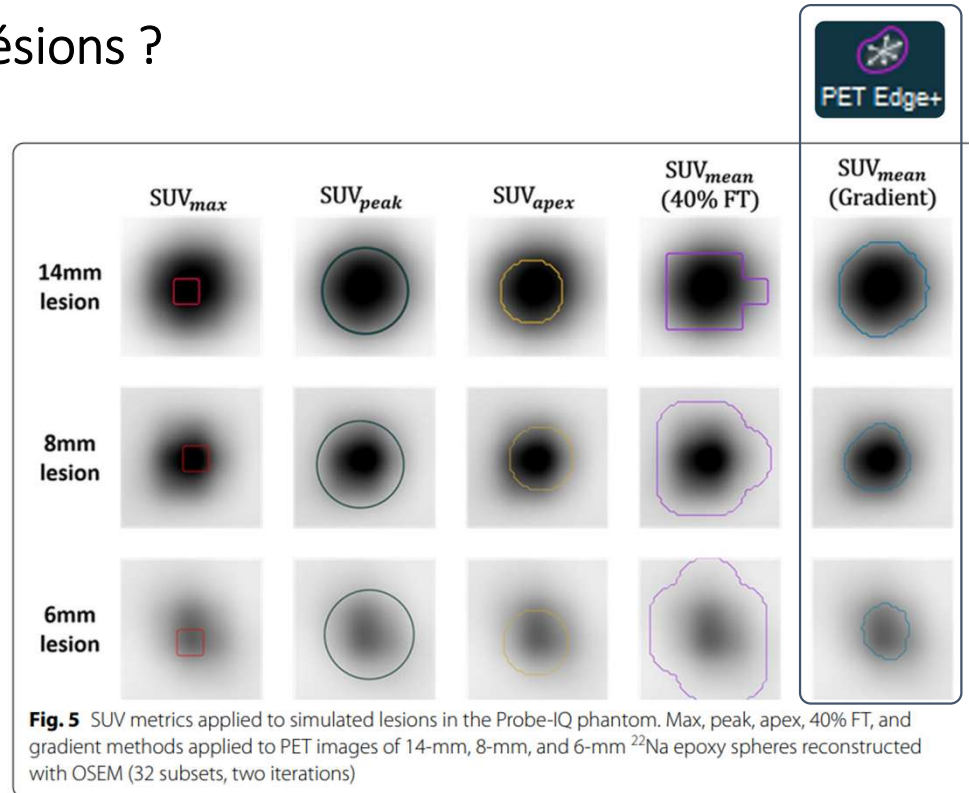 ésions ?
PET Edge+
SUVmax SUVpeak SUVapex SUVmean (40% FT) SUVmean (Gradient)
14mm
lesion
8mm
lesion
6mm
lesion
Fig. 5 SUV metrics applied to simulated lesions in the Probe-IQ phantom. Max, peak, apex, 40% FT, and
gradient methods applied to PET images of 14-mm, 8-mm, and 6-mm ²²Na epoxy spheres reconstructed
with OSEM (32 subsets, two iterations)